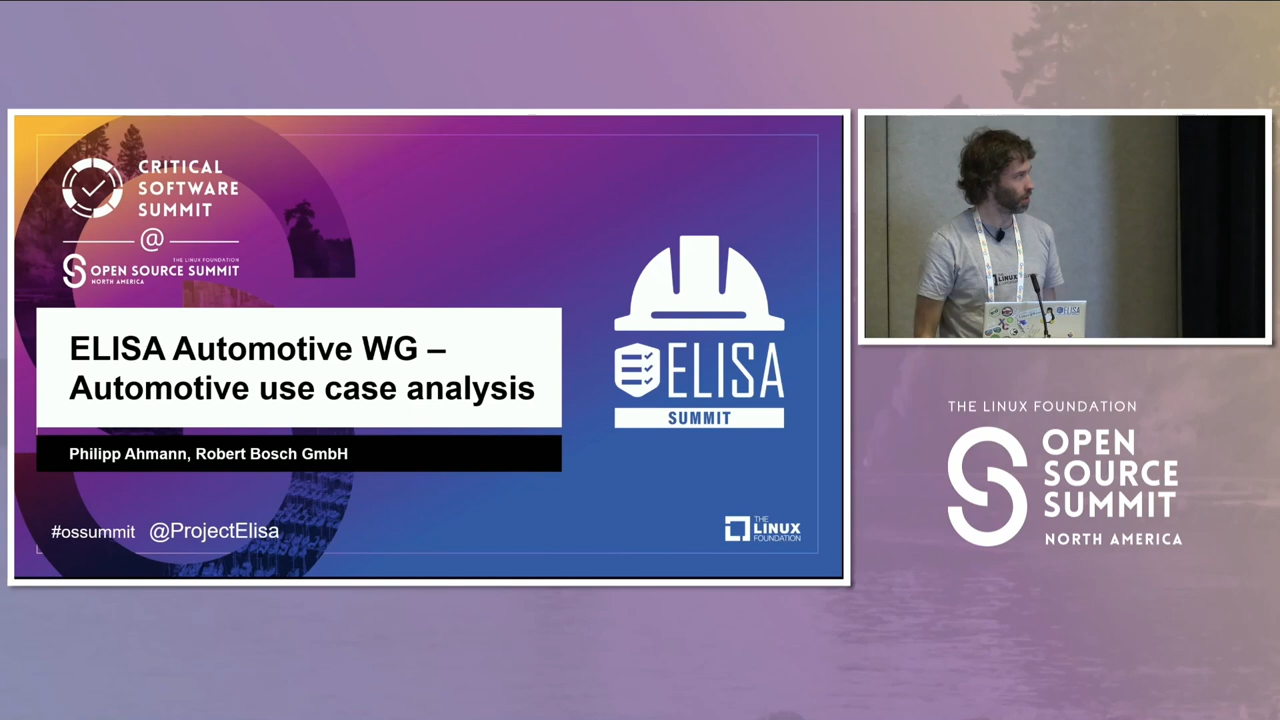 CRITICAL
SOFTWARE
SUMMIT
@
THE LINUX FOUNDATION
OPEN SOURCE SUMMIT
NORTH AMERICA
ELISA Automotive WG –
Automotive use case analysis
Philipp Ahmann, Robert Bosch GmbH
#ossummit @ProjectElisa
ELISA
SUMMIT
THE
LINUX
FOUNDATION
LINUX
ELISA
THE LINUX FOUNDATION
OPEN
SOURCE
SUMMIT
NORTH AMERICA